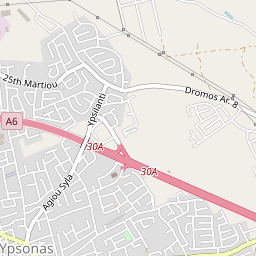 25th Martiou
Dromos Ar. 8
A6
Ypsilanti
30A
30A
Agiou Syla
Ypsonas